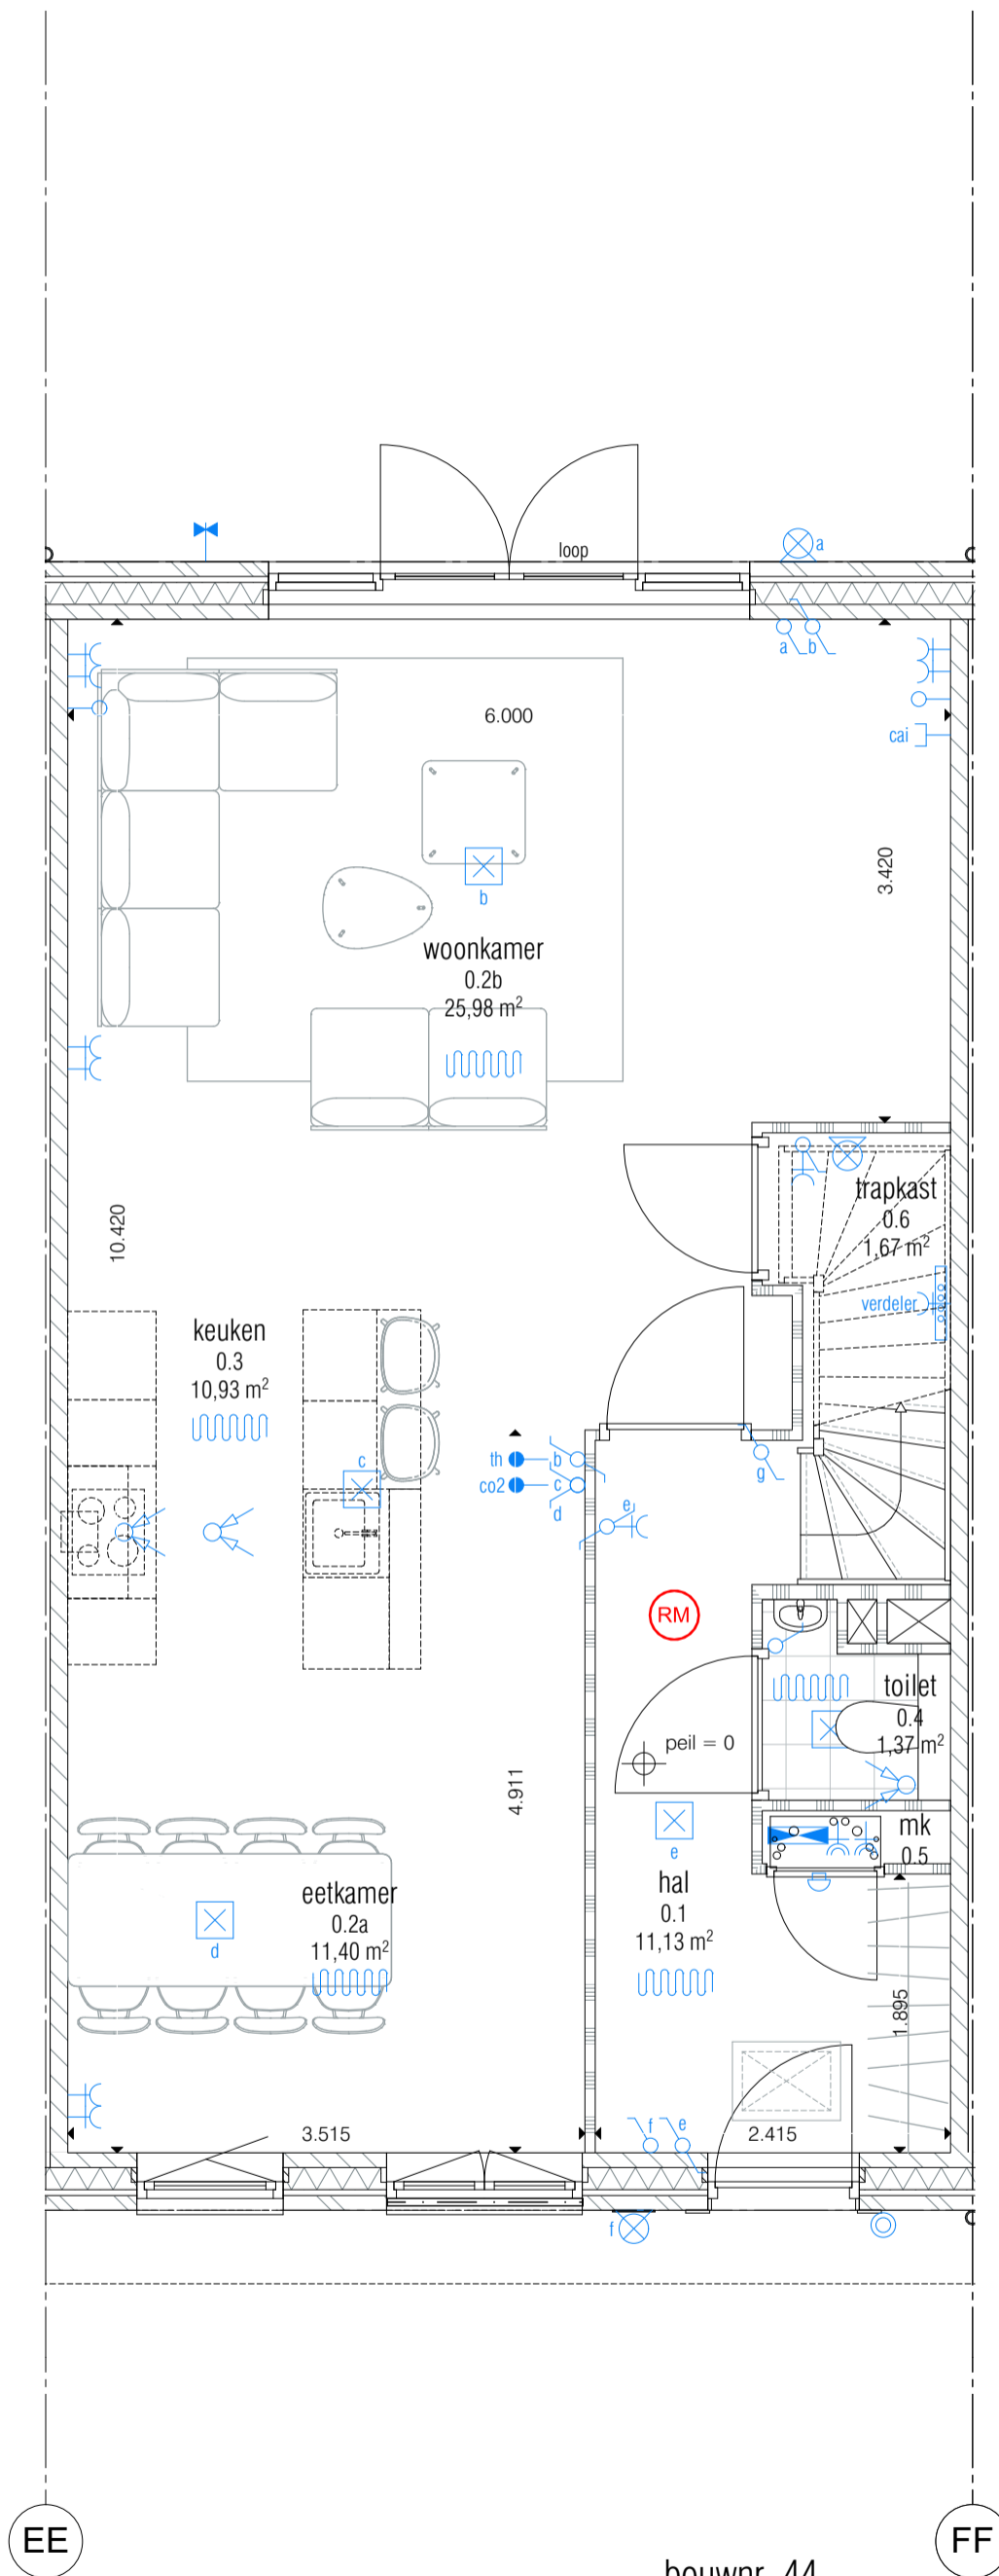 loop
a
a b
6.000
cai
3.420
b
woonkamer
0.2b
25,98 m²
10.420
trapkast
0.6
1,67 m²
verdeler
keuken
0.3
10,93 m²
c
th b
co2 c
d
g
e
RM
toilet
0.4
1,37 m²
peil = 0
4.911
mk
0.5
e
hal
0.1
11,13 m²
eetkamer
0.2a
11,40 m²
d
1.895
3.515
f e
2.415
f
EE
FF
bouwnr. 44